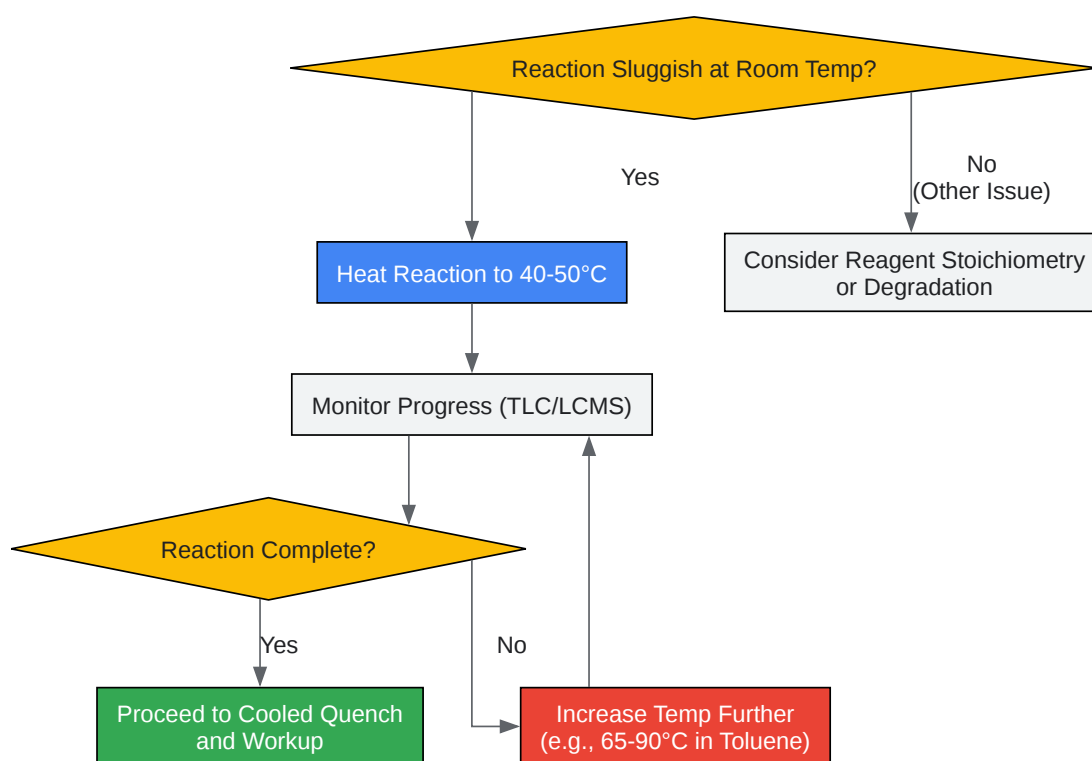 Reaction Sluggish at Room Temp?
Yes
No
(Other Issue)
Heat Reaction to 40-50°C
Consider Reagent Stoichiometry
or Degradation
Monitor Progress (TLC/LCMS)
Reaction Complete?
Yes
No
Proceed to Cooled Quench
and Workup
Increase Temp Further
(e.g., 65-90°C in Toluene)